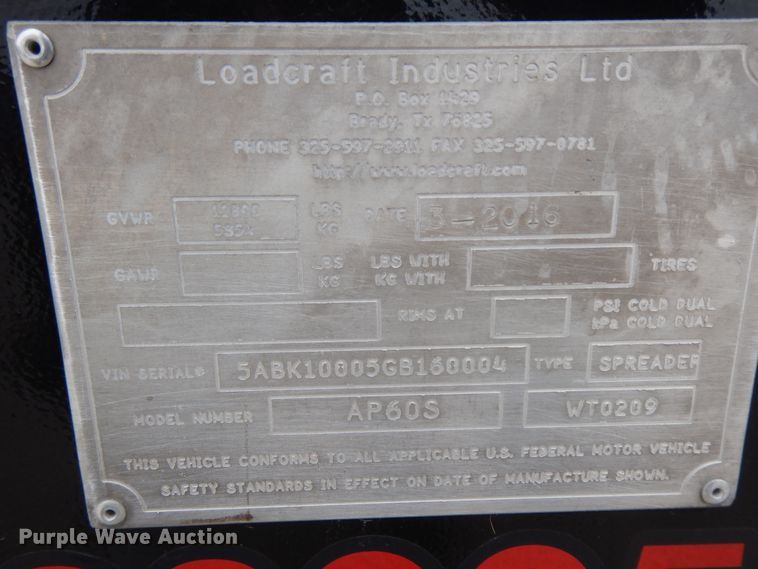 Loadcraft Industries Ltd
P.O. Box 1429
Brady, Tx 76825
PHONE 325-597-2911 FAX 325-597-0781
http://www.loadcraft.com
GVWR LBS KG DATE 3-2016
GAWR LBS KG LBS WITH KG WITH TIRES
RIMS AT PSI COLD DUAL kPa COLD DUAL
VIN SERIAL# 5ABK10005GB160004 TYPE SPREADER
MODEL NUMBER AP60S WT0209
THIS VEHICLE CONFORMS TO ALL APPLICABLE U.S. FEDERAL MOTOR VEHICLE
SAFETY STANDARDS IN EFFECT ON DATE OF MANUFACTURE SHOWN.
Purple Wave Auction